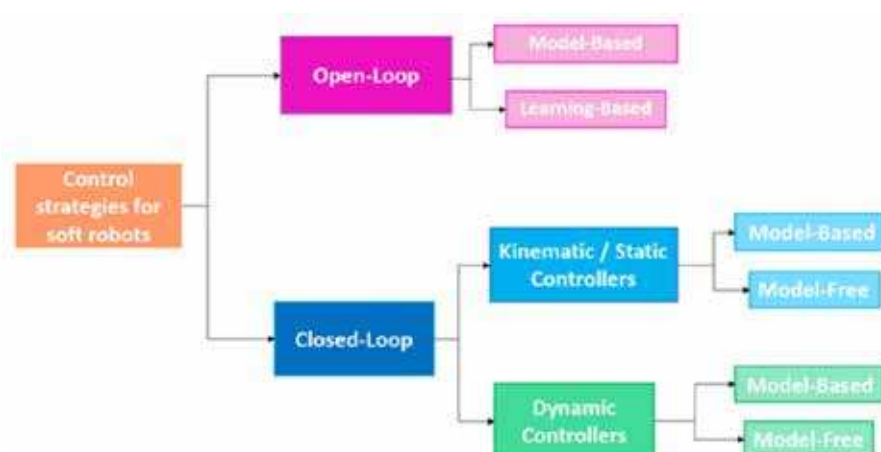 Model-Based
Open-Loop
Learning-Based
Control
strategies for
soft robots
Kinematic / Static
Controllers
Model-Based
Model-Free
Closed-Loop
Dynamic
Controllers
Model-Based
Model-Free